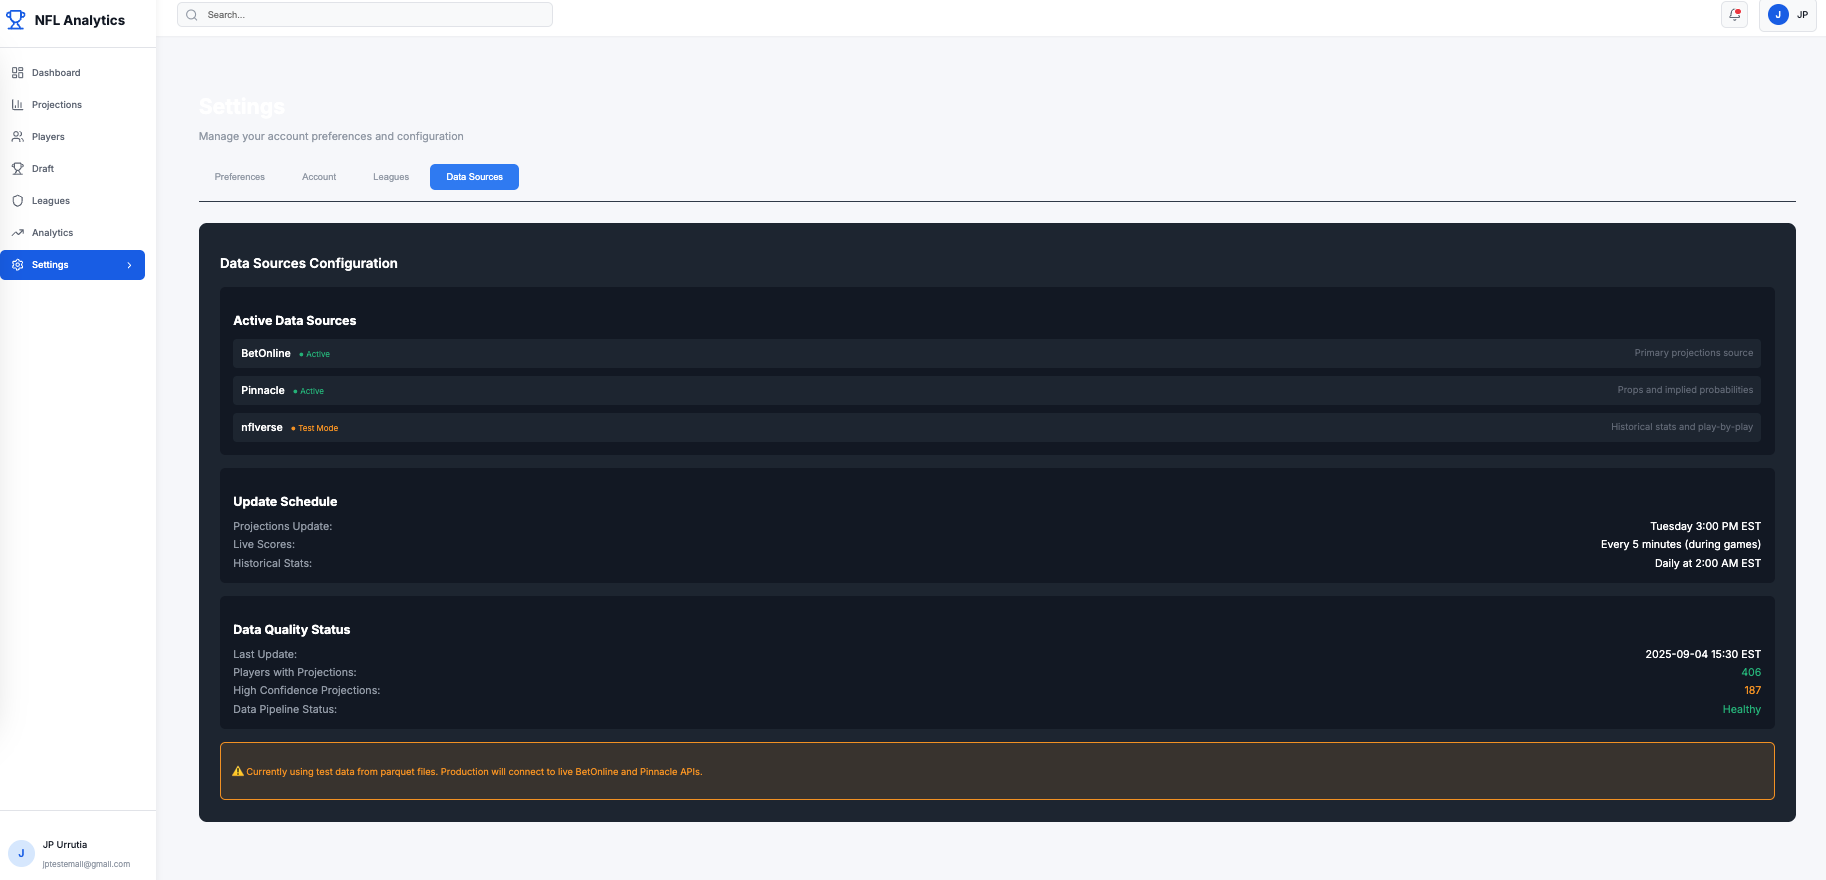 NFL Analytics
Search...
J
JP
Dashboard
Projections
Players
Draft
Leagues
Analytics
Settings
Settings
Manage your account preferences and configuration
Preferences
Account
Leagues
Data Sources
Data Sources Configuration
Active Data Sources
BetOnline ● Active
Primary projections source
Pinnacle ● Active
Props and implied probabilities
nflverse ● Test Mode
Historical stats and play-by-play
Update Schedule
Projections Update:
Tuesday 3:00 PM EST
Live Scores:
Every 5 minutes (during games)
Historical Stats:
Daily at 2:00 AM EST
Data Quality Status
Last Update:
2025-09-04 15:30 EST
Players with Projections:
406
High Confidence Projections:
187
Data Pipeline Status:
Healthy
⚠️ Currently using test data from parquet files. Production will connect to live BetOnline and Pinnacle APIs.
J
JP Urrutia
jptestemail@gmail.com